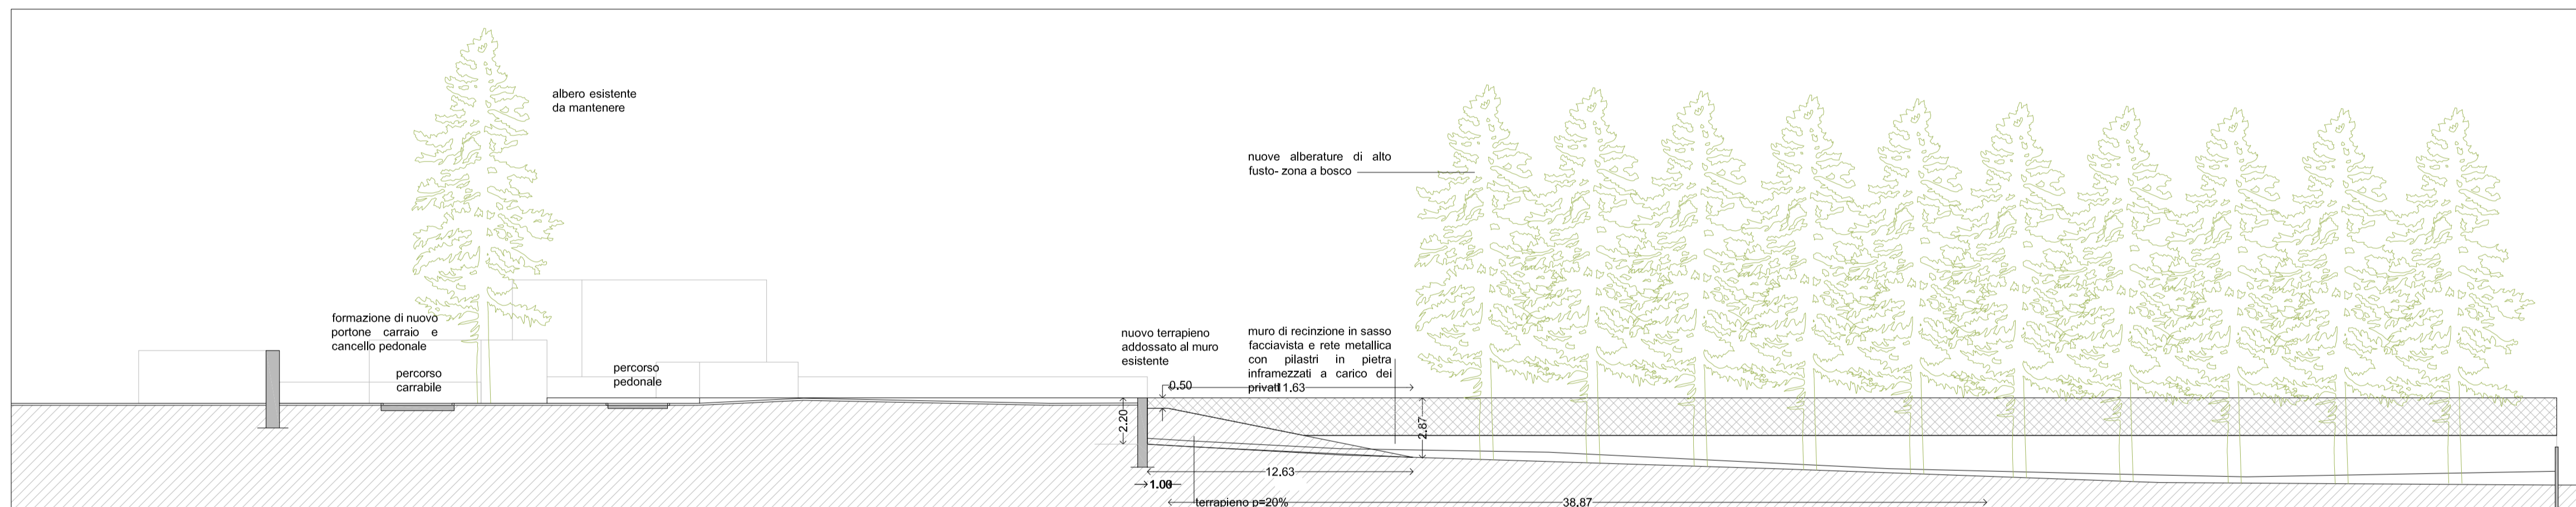 albero esistente
da mantenere
nuove alberature di alto
fusto- zona a bosco
formazione di nuovo
portone carraio e
cancello pedonale
percorso
carrabile
percorso
pedonale
nuovo terrapieno
addossato al muro
esistente
muro di recinzione in sasso
facciavista e rete metallica
con pilastri in pietra
inframezzati a carico dei
privati
11.63
0.50
2.20
2.87
12.63
1.00
terrapieno p=20%
38.87